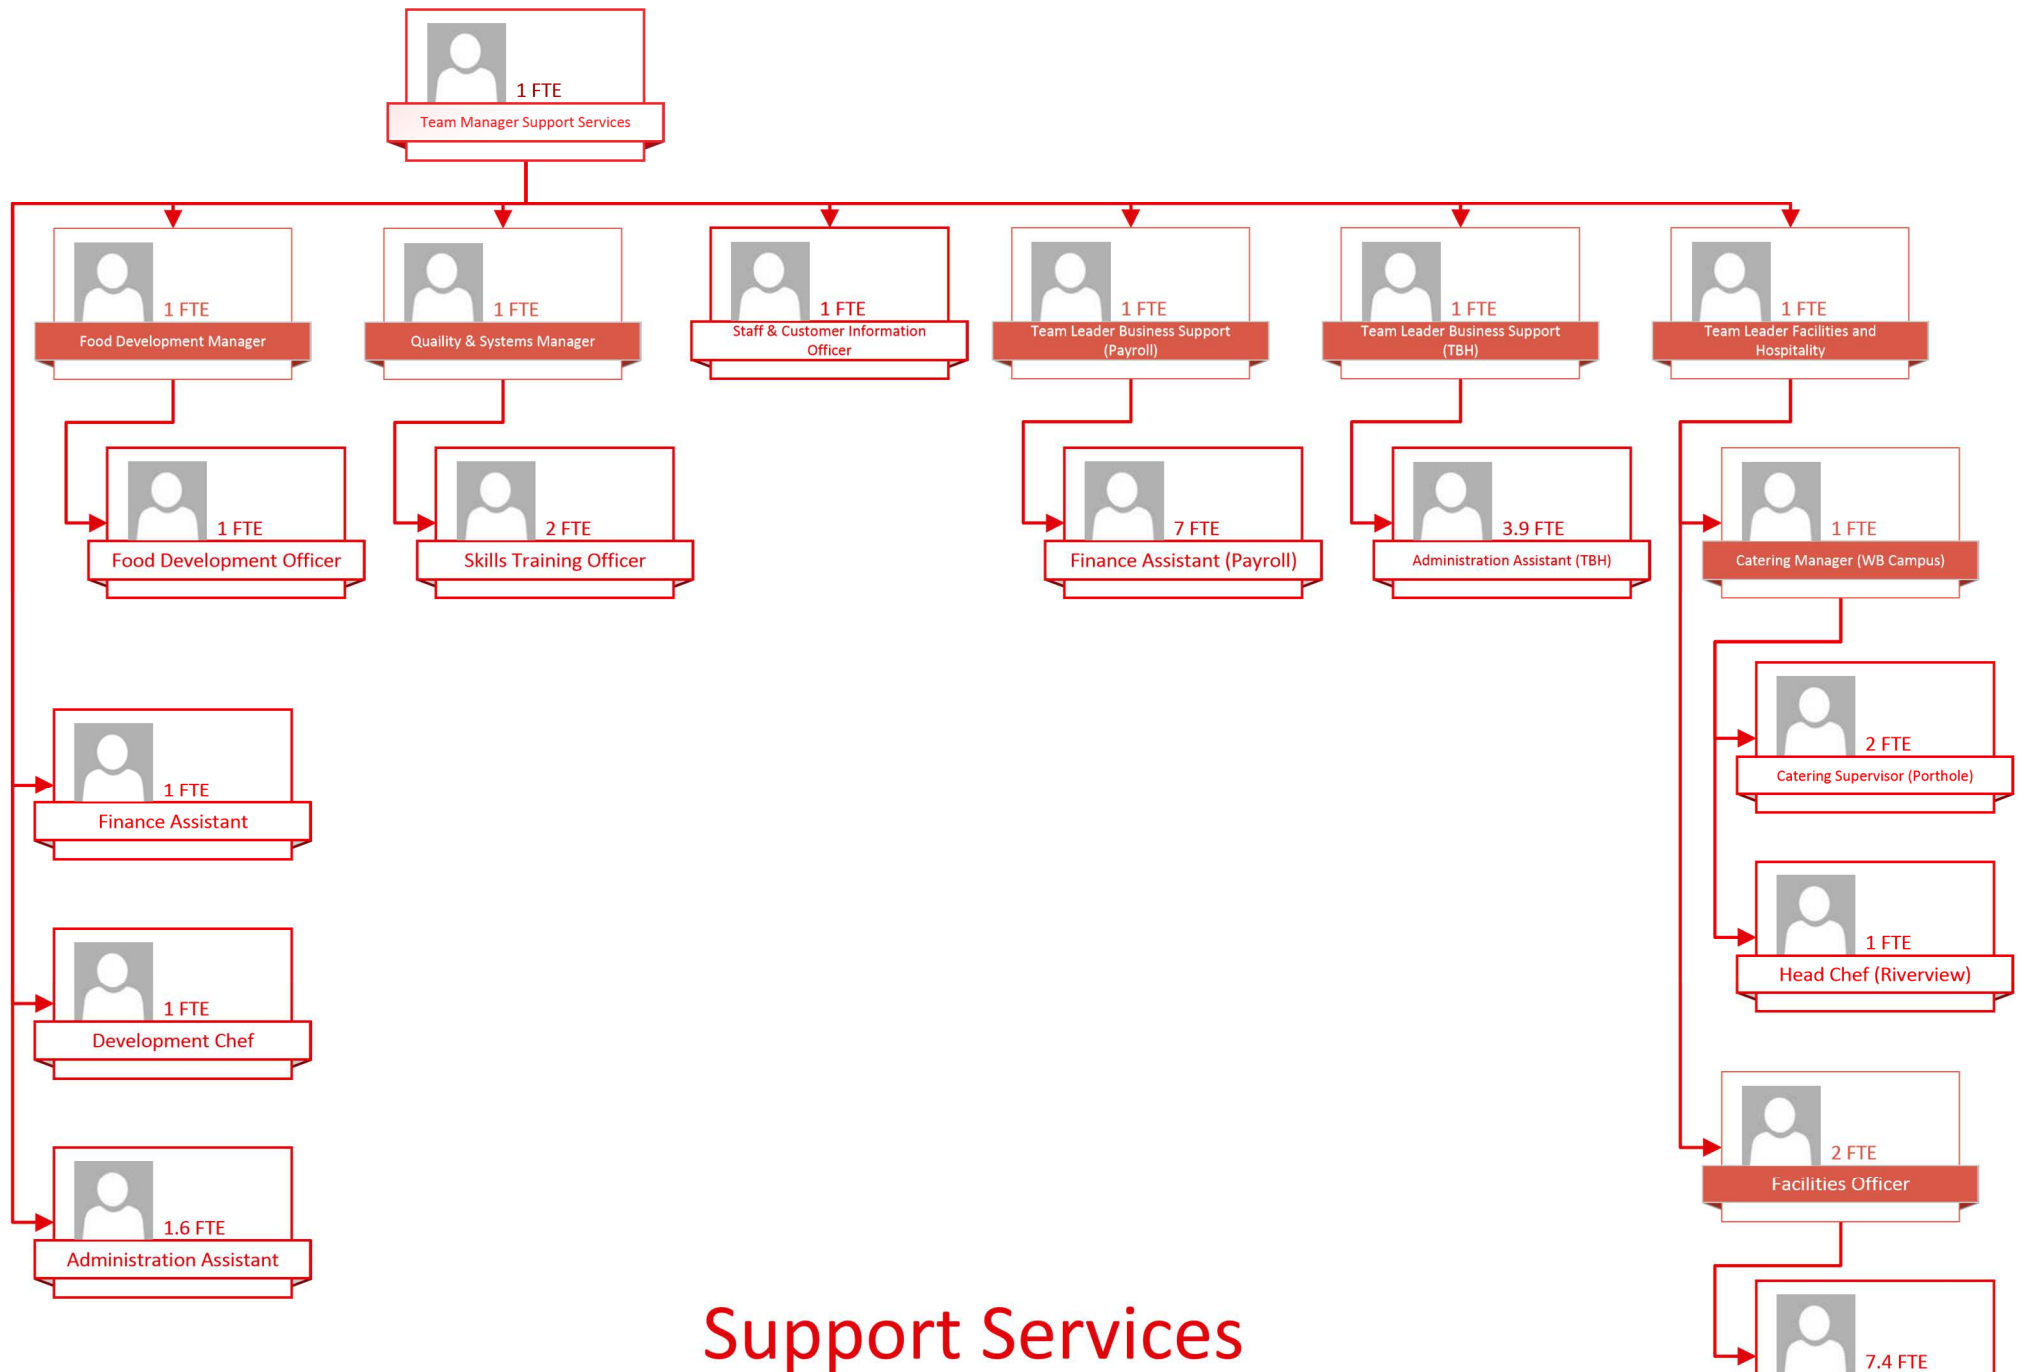 1 FTE
Team Manager Support Services
1 FTE
Food Development Manager
1 FTE
Quaility & Systems Manager
1 FTE
Staff & Customer Information
Officer
1 FTE
Team Leader Business Support
(Payroll)
1 FTE
Team Leader Business Support
(TBH)
1 FTE
Team Leader Facilities and
Hospitality
1 FTE
Food Development Officer
2 FTE
Skills Training Officer
7 FTE
Finance Assistant (Payroll)
3.9 FTE
Administration Assistant (TBH)
1 FTE
Catering Manager (WB Campus)
2 FTE
Catering Supervisor (Porthole)
1 FTE
Finance Assistant
1 FTE
Head Chef (Riverview)
1 FTE
Development Chef
2 FTE
Facilities Officer
1.6 FTE
Administration Assistant
Support Services
7.4 FTE